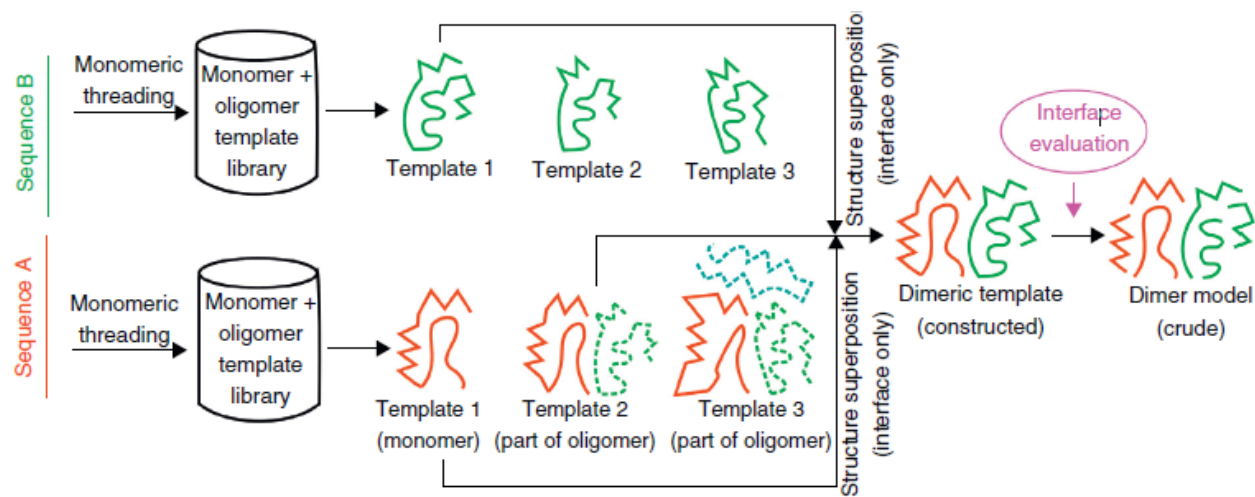 Sequence B
Monomeric
threading
Monomer +
oligomer
template
library
Template 1
Template 2
Template 3
Structure superposition
(interface only)
Interface
evaluation
Sequence A
Monomeric
threading
Monomer +
oligomer
template
library
Template 1
(monomer)
Template 2
(part of oligomer)
Template 3
(part of oligomer)
Structure superposition
(interface only)
Dimeric template
(constructed)
Dimer model
(crude)